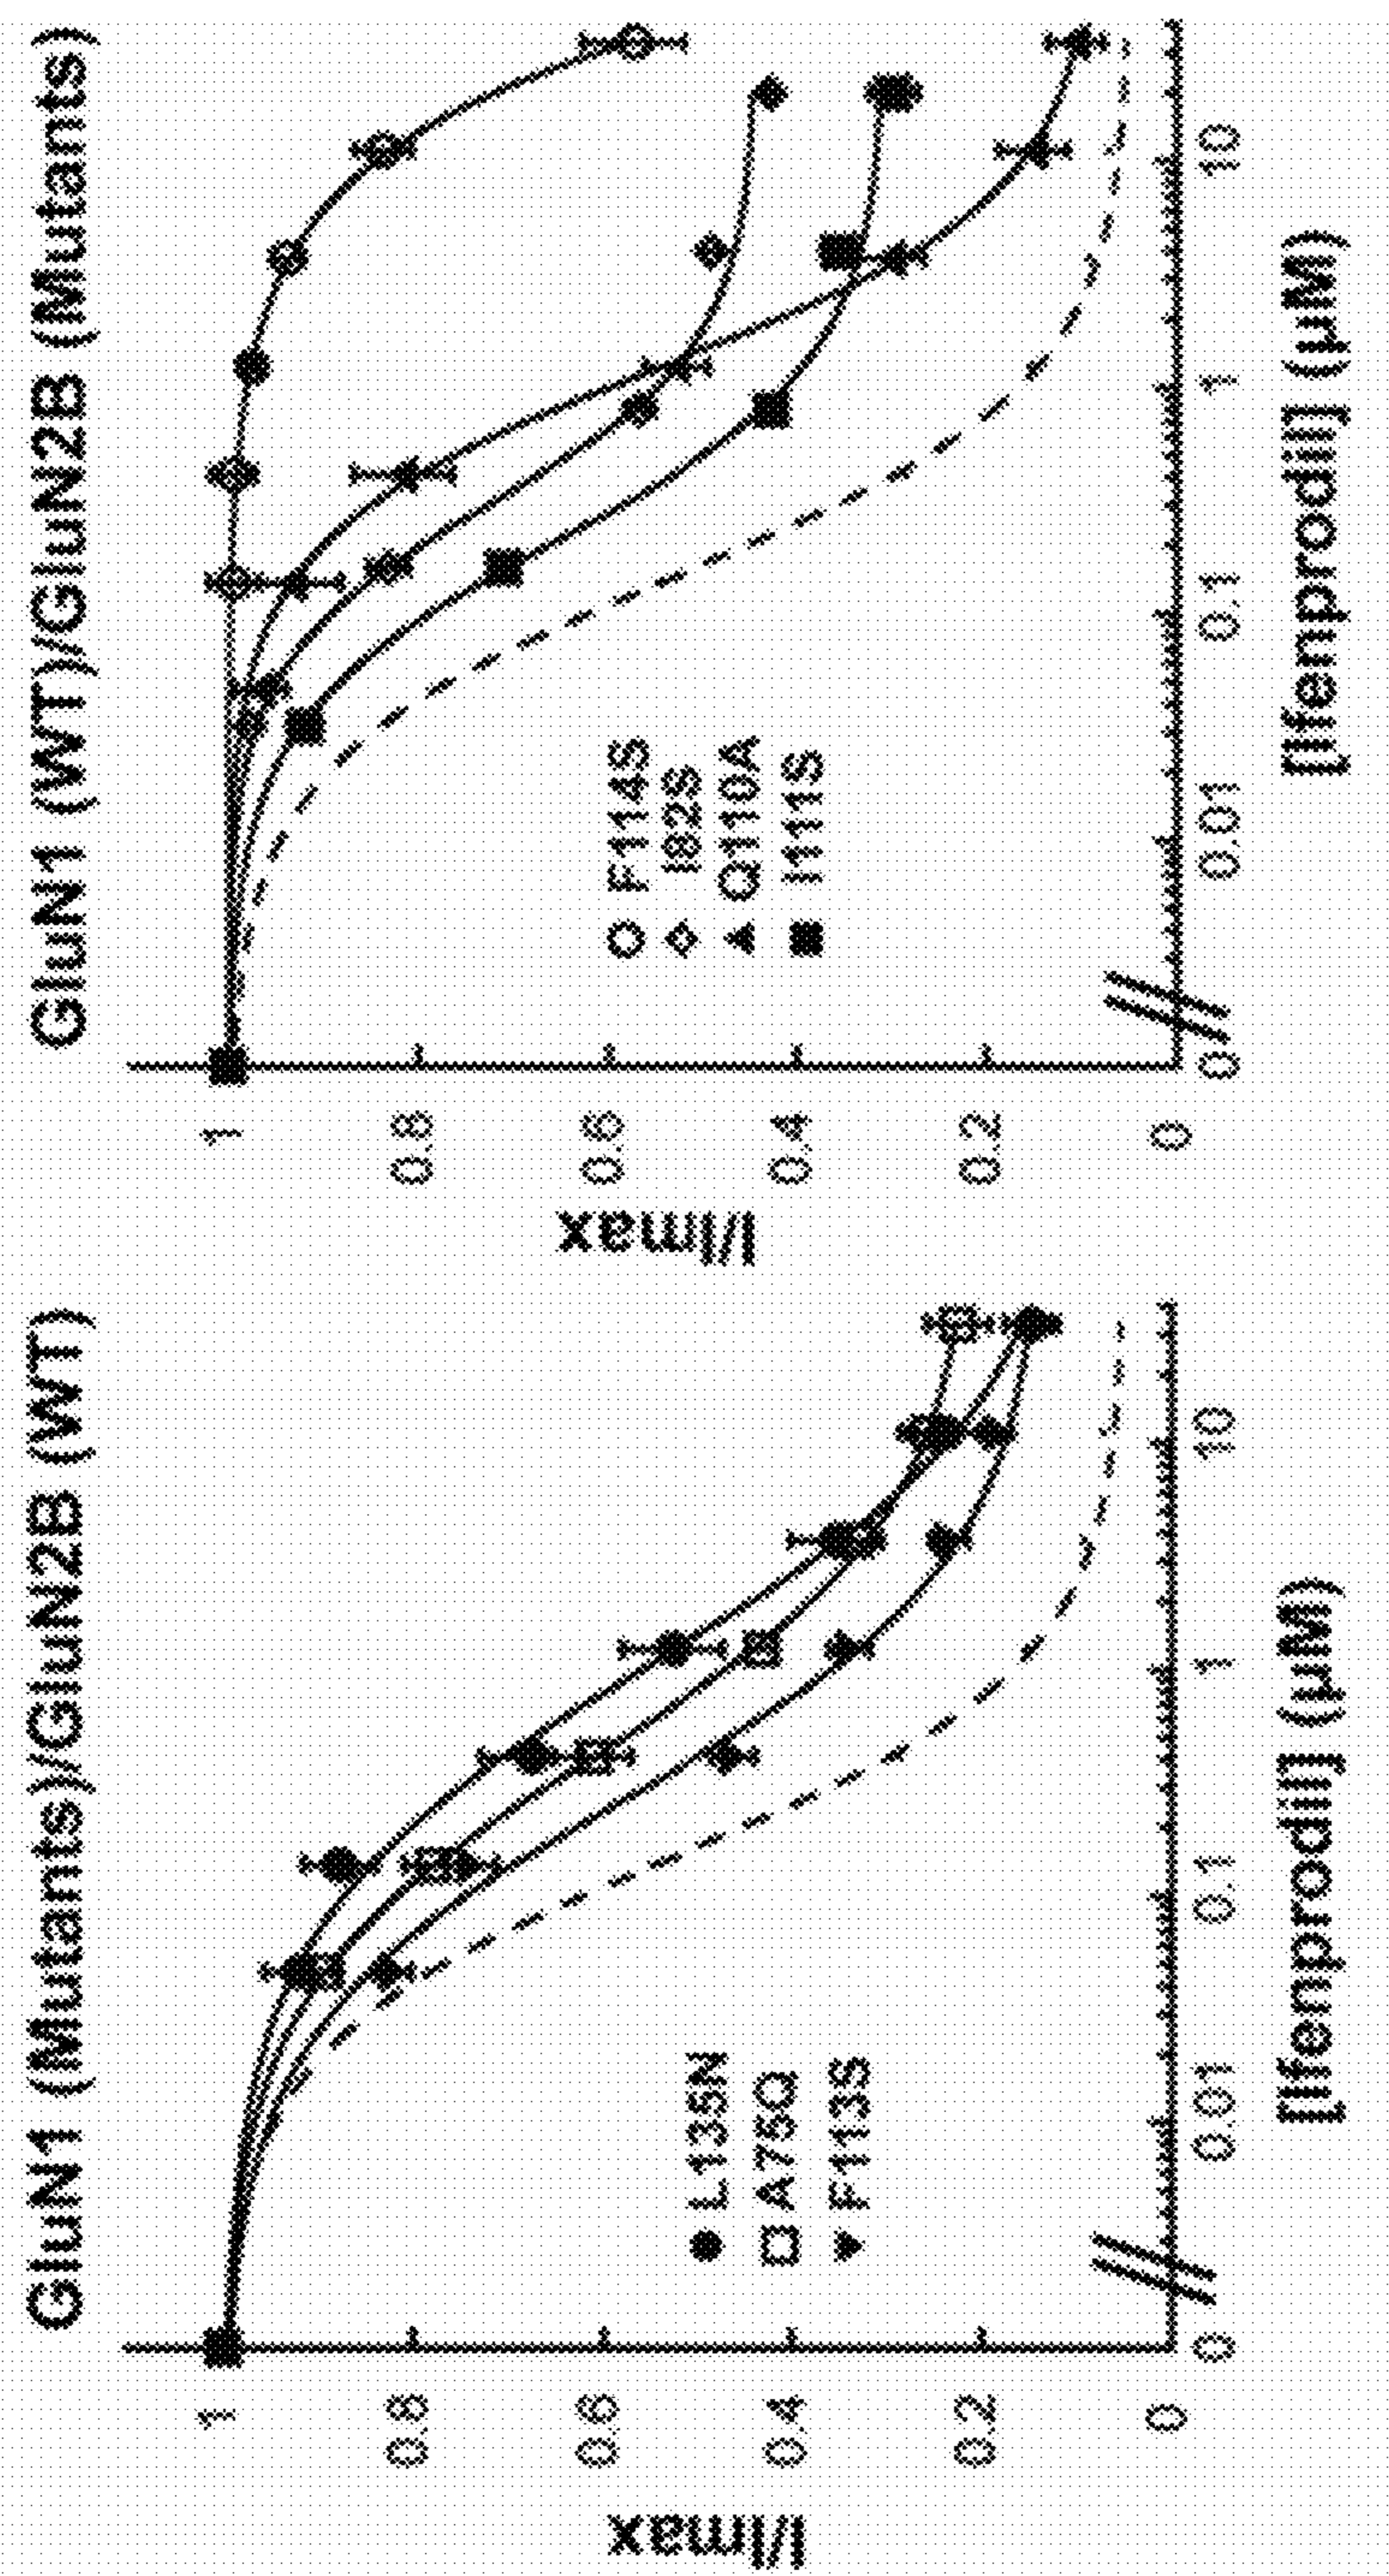 GluN1 (Mutants)/GluN2B (WT)
I/Imax
1
0.8
0.6
0.4
0.2
0
L135N
A75Q
F113S
0
0.01
0.1
1
10
[Ifenprodil] (µM)
GluN1 (WT)/GluN2B (Mutants)
I/Imax
1
0.8
0.6
0.4
0.2
0
F114S
I82S
Q110A
I111S
0
0.01
0.1
1
10
[Ifenprodil] (µM)